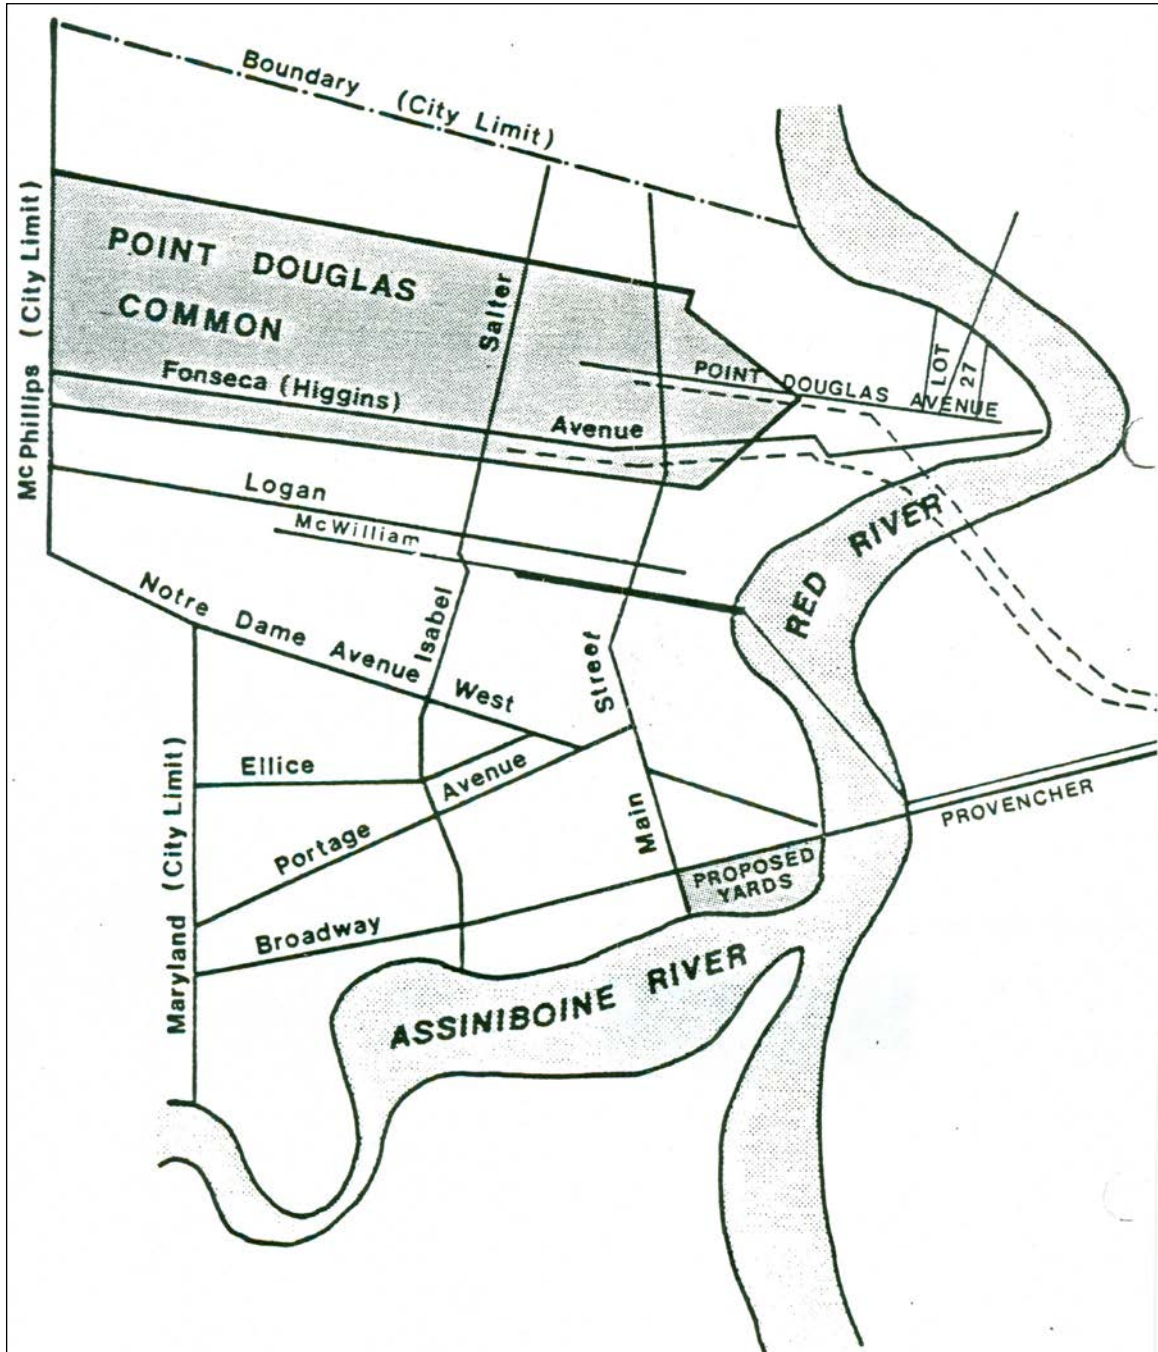 Boundary (City Limit)
McPhillips (City Limit)
POINT DOUGLAS
COMMON
Salter
Fonseca (Higgins)
Avenue
POINT DOUGLAS AVENUE
LOT
27
Logan
McWilliam
RED RIVER
Notre Dame Avenue West
Isabel
Street
Ellice
Avenue
Portage
Main
PROVENCHER
PROPOSED
YARDS
Broadway
Maryland (City Limit)
ASSINIBOINE RIVER